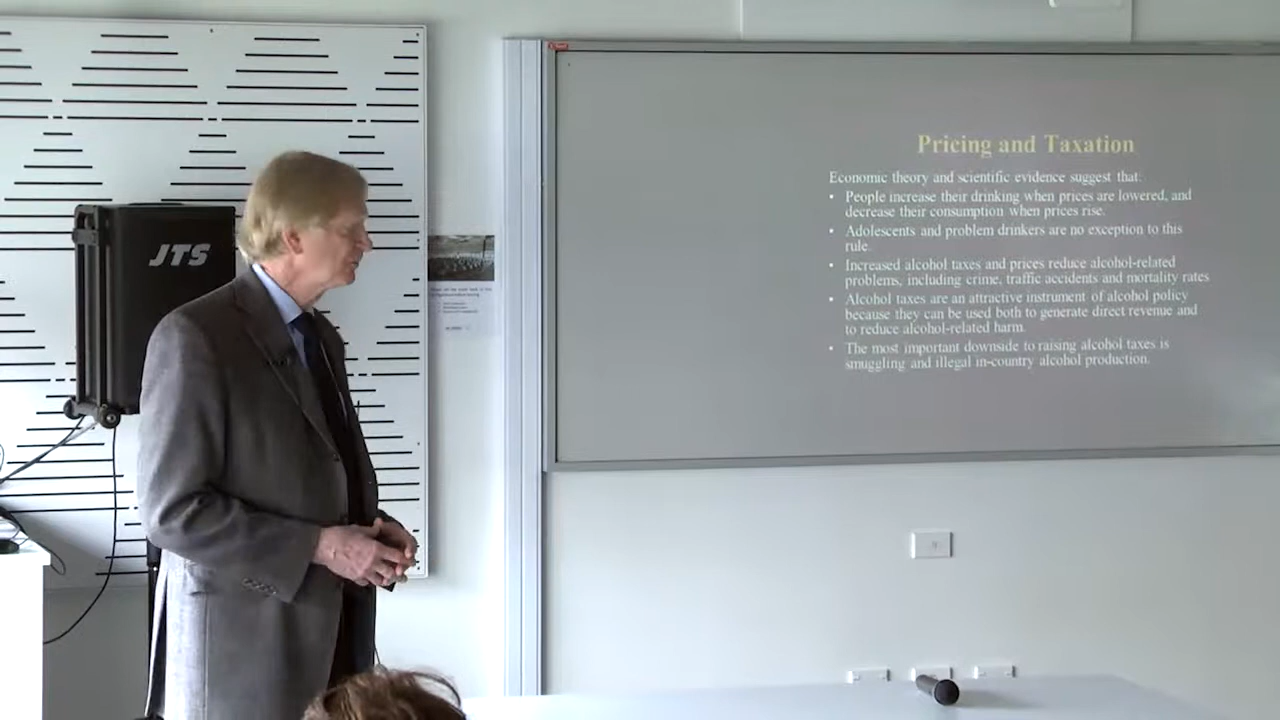 JTS
Pricing and Taxation
Economic theory and scientific evidence suggest that:
• People increase their drinking when prices are lowered, and
decrease their consumption when prices rise.
• Adolescents and problem drinkers are no exception to this
rule.
• Increased alcohol taxes and prices reduce alcohol-related
problems, including crime, traffic accidents and mortality rates
• Alcohol taxes are an attractive instrument of alcohol policy
because they can be used both to generate direct revenue and
to reduce alcohol-related harm.
• The most important downside to raising alcohol taxes is
smuggling and illegal in-country alcohol production.